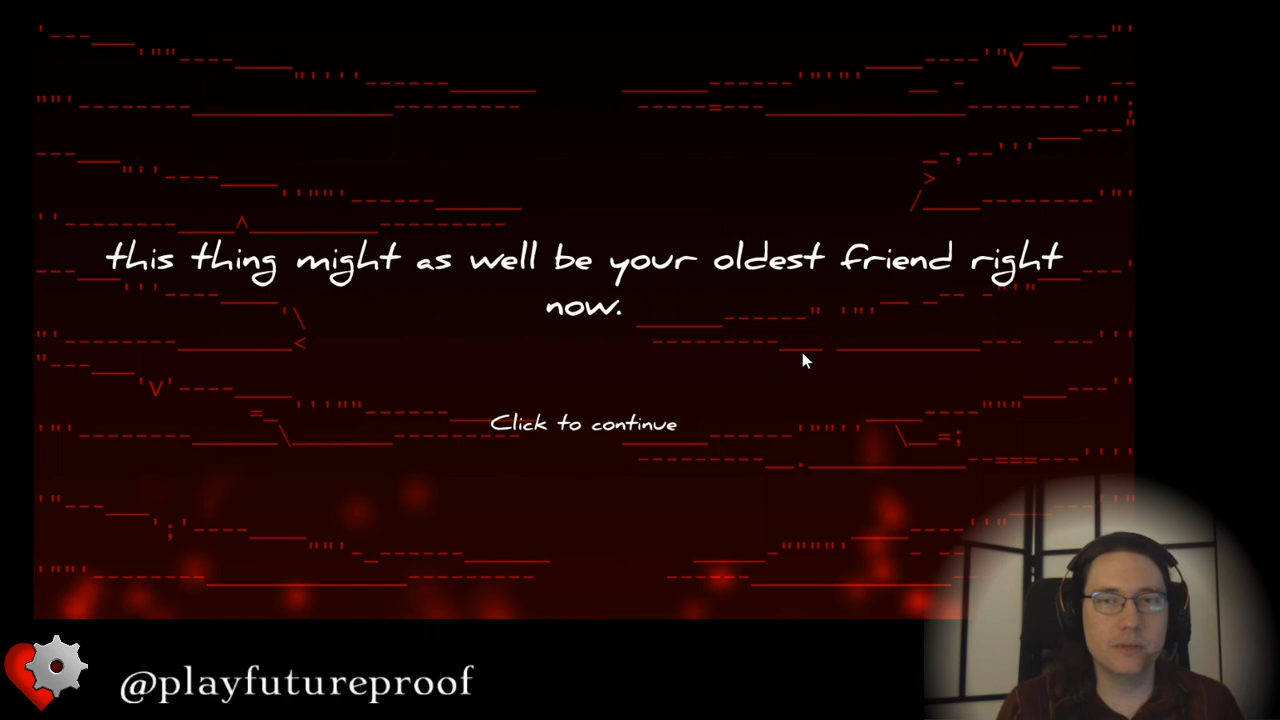 this thing might as well be your oldest friend right
now.
Click to continue
@playfutureproof